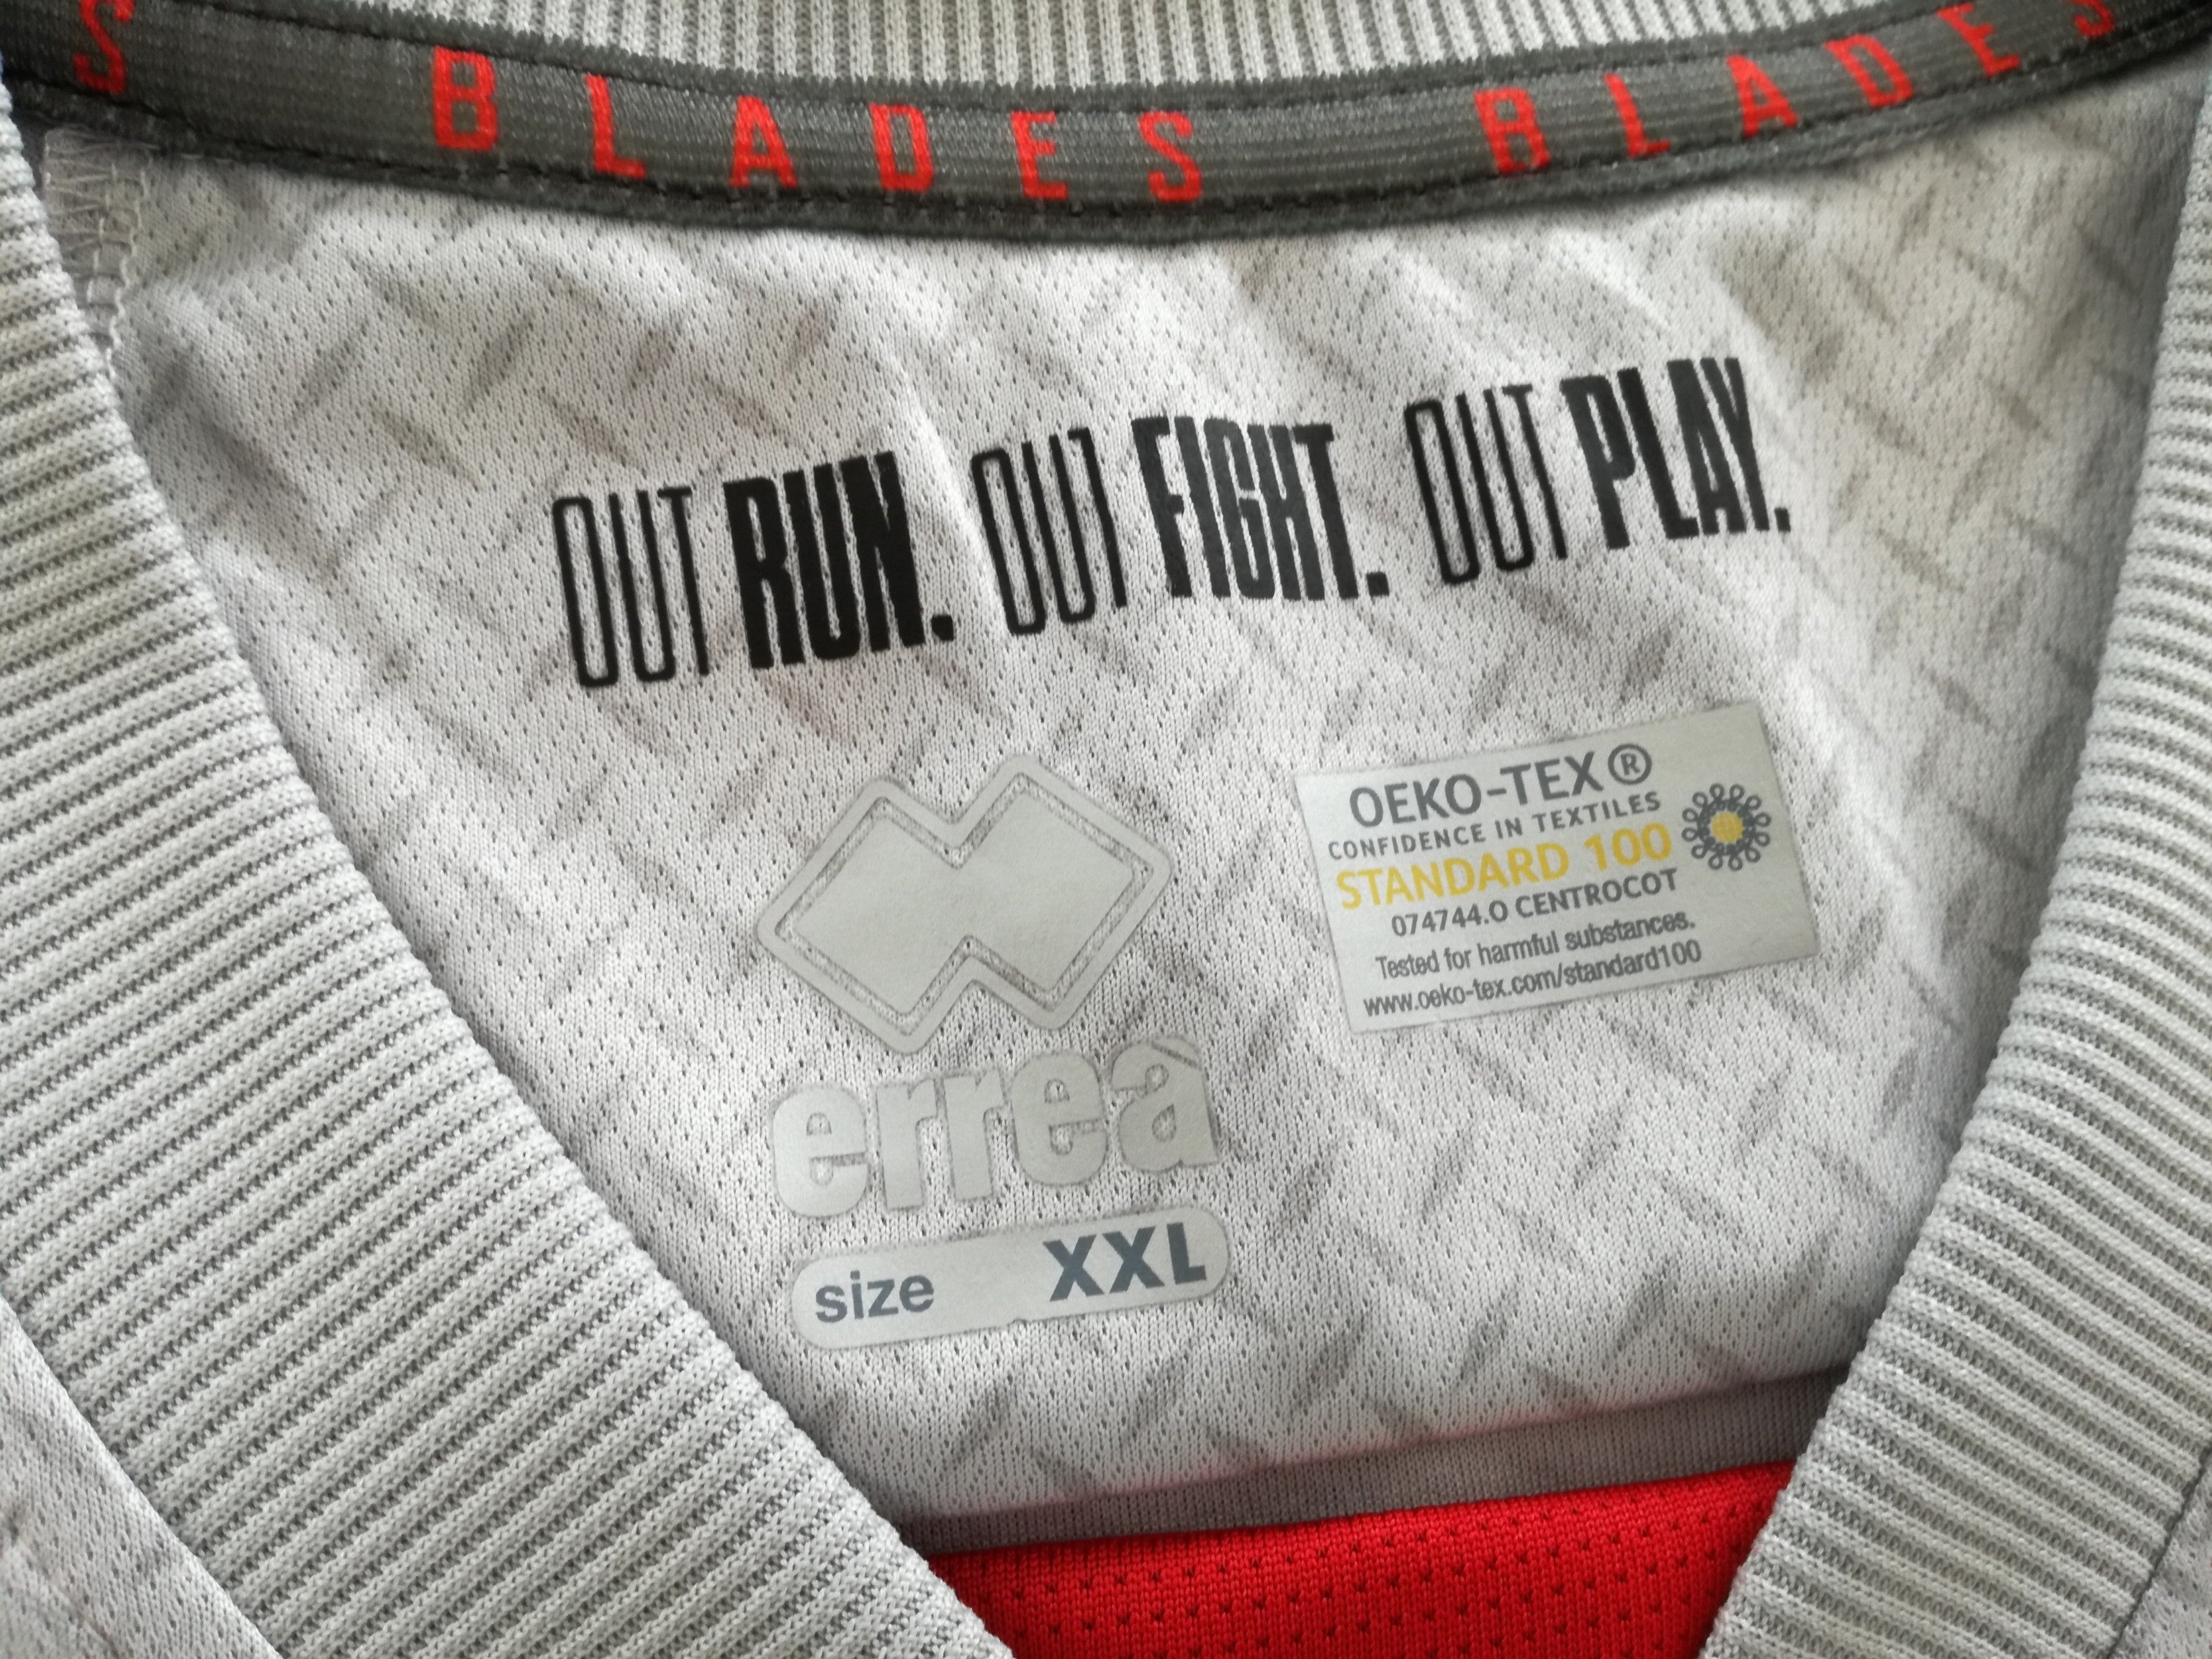 S BLADES BLADES
OUT RUN. OUT FIGHT. OUT PLAY.
OEKO-TEX®
CONFIDENCE IN TEXTILES
STANDARD 100
074744.O CENTROCOT
Tested for harmful substances.
www.oeko-tex.com/standard100
erreà
size XXL